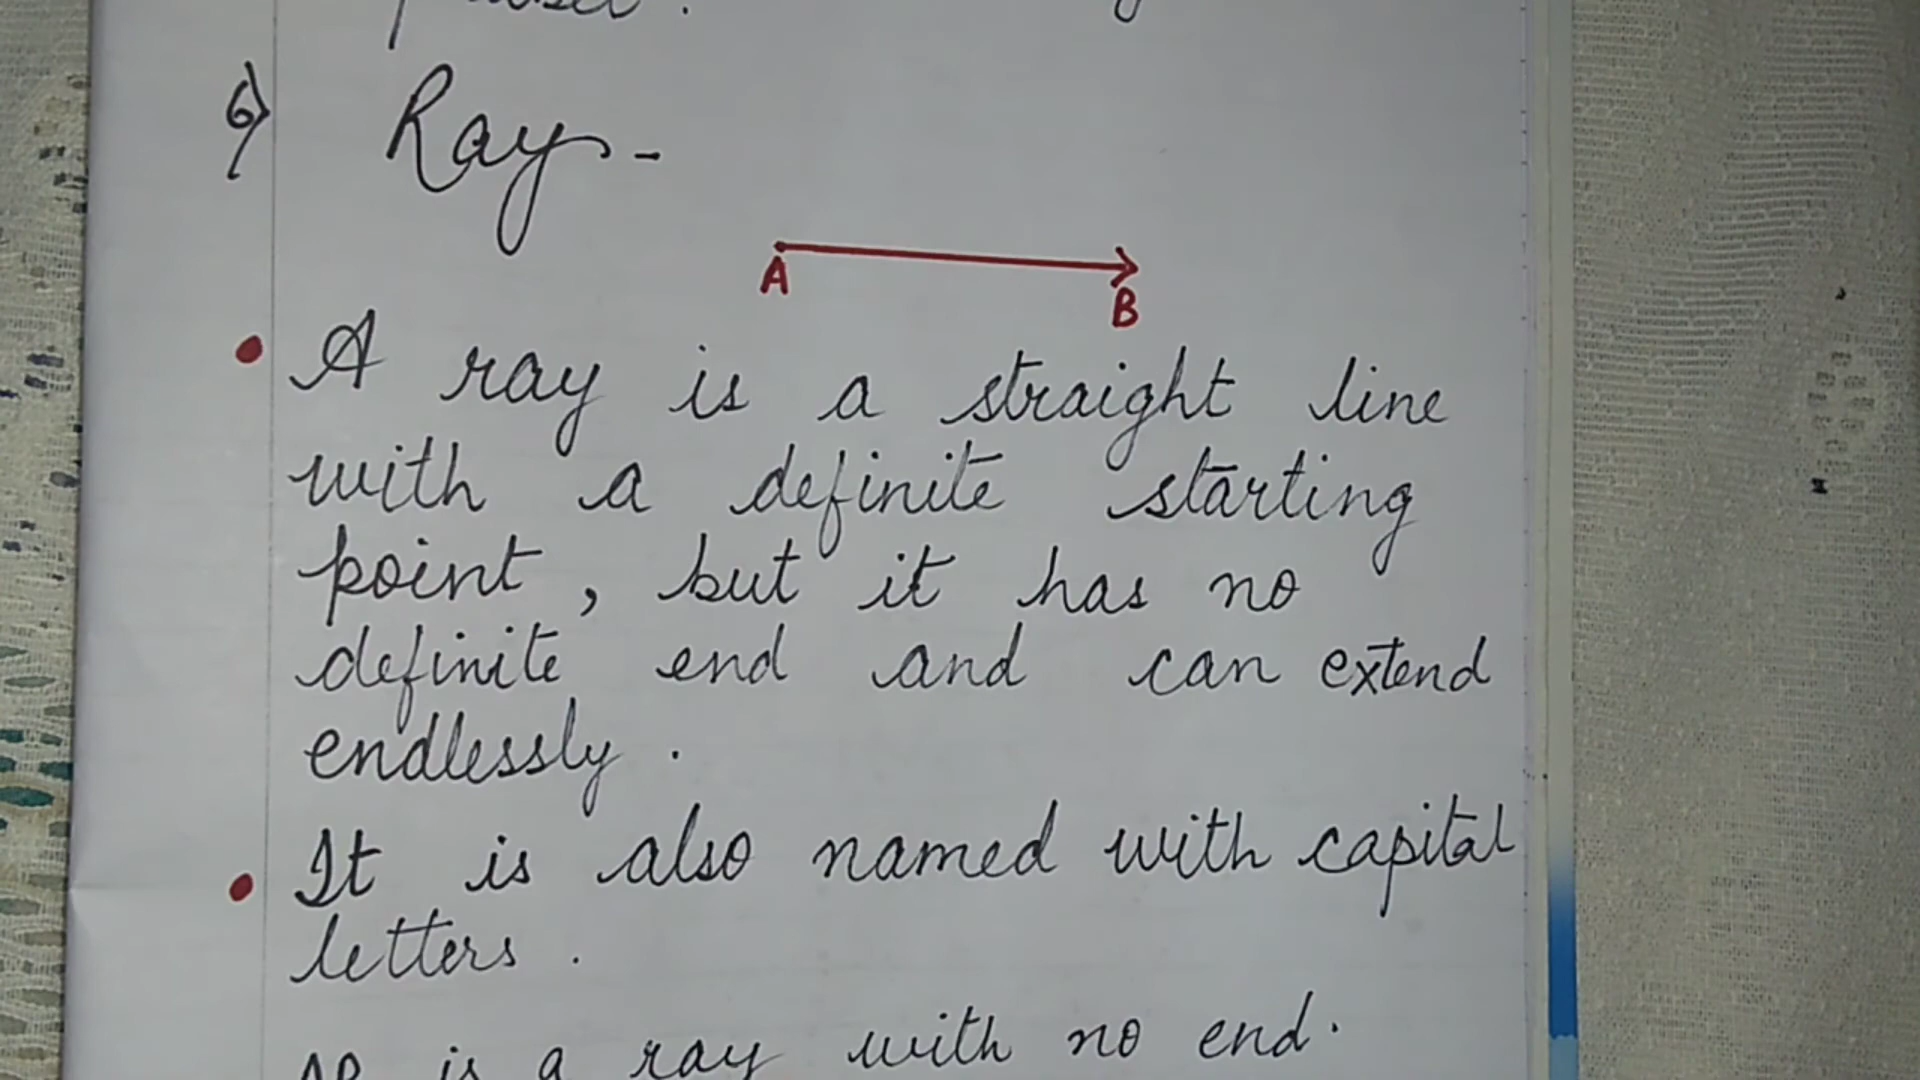 6) Ray -
A B
• A ray is a straight line
with a definite starting
point, but it has no
definite end and can extend
endlessly.
• It is also named with capital
letters.
is a ray with no end.